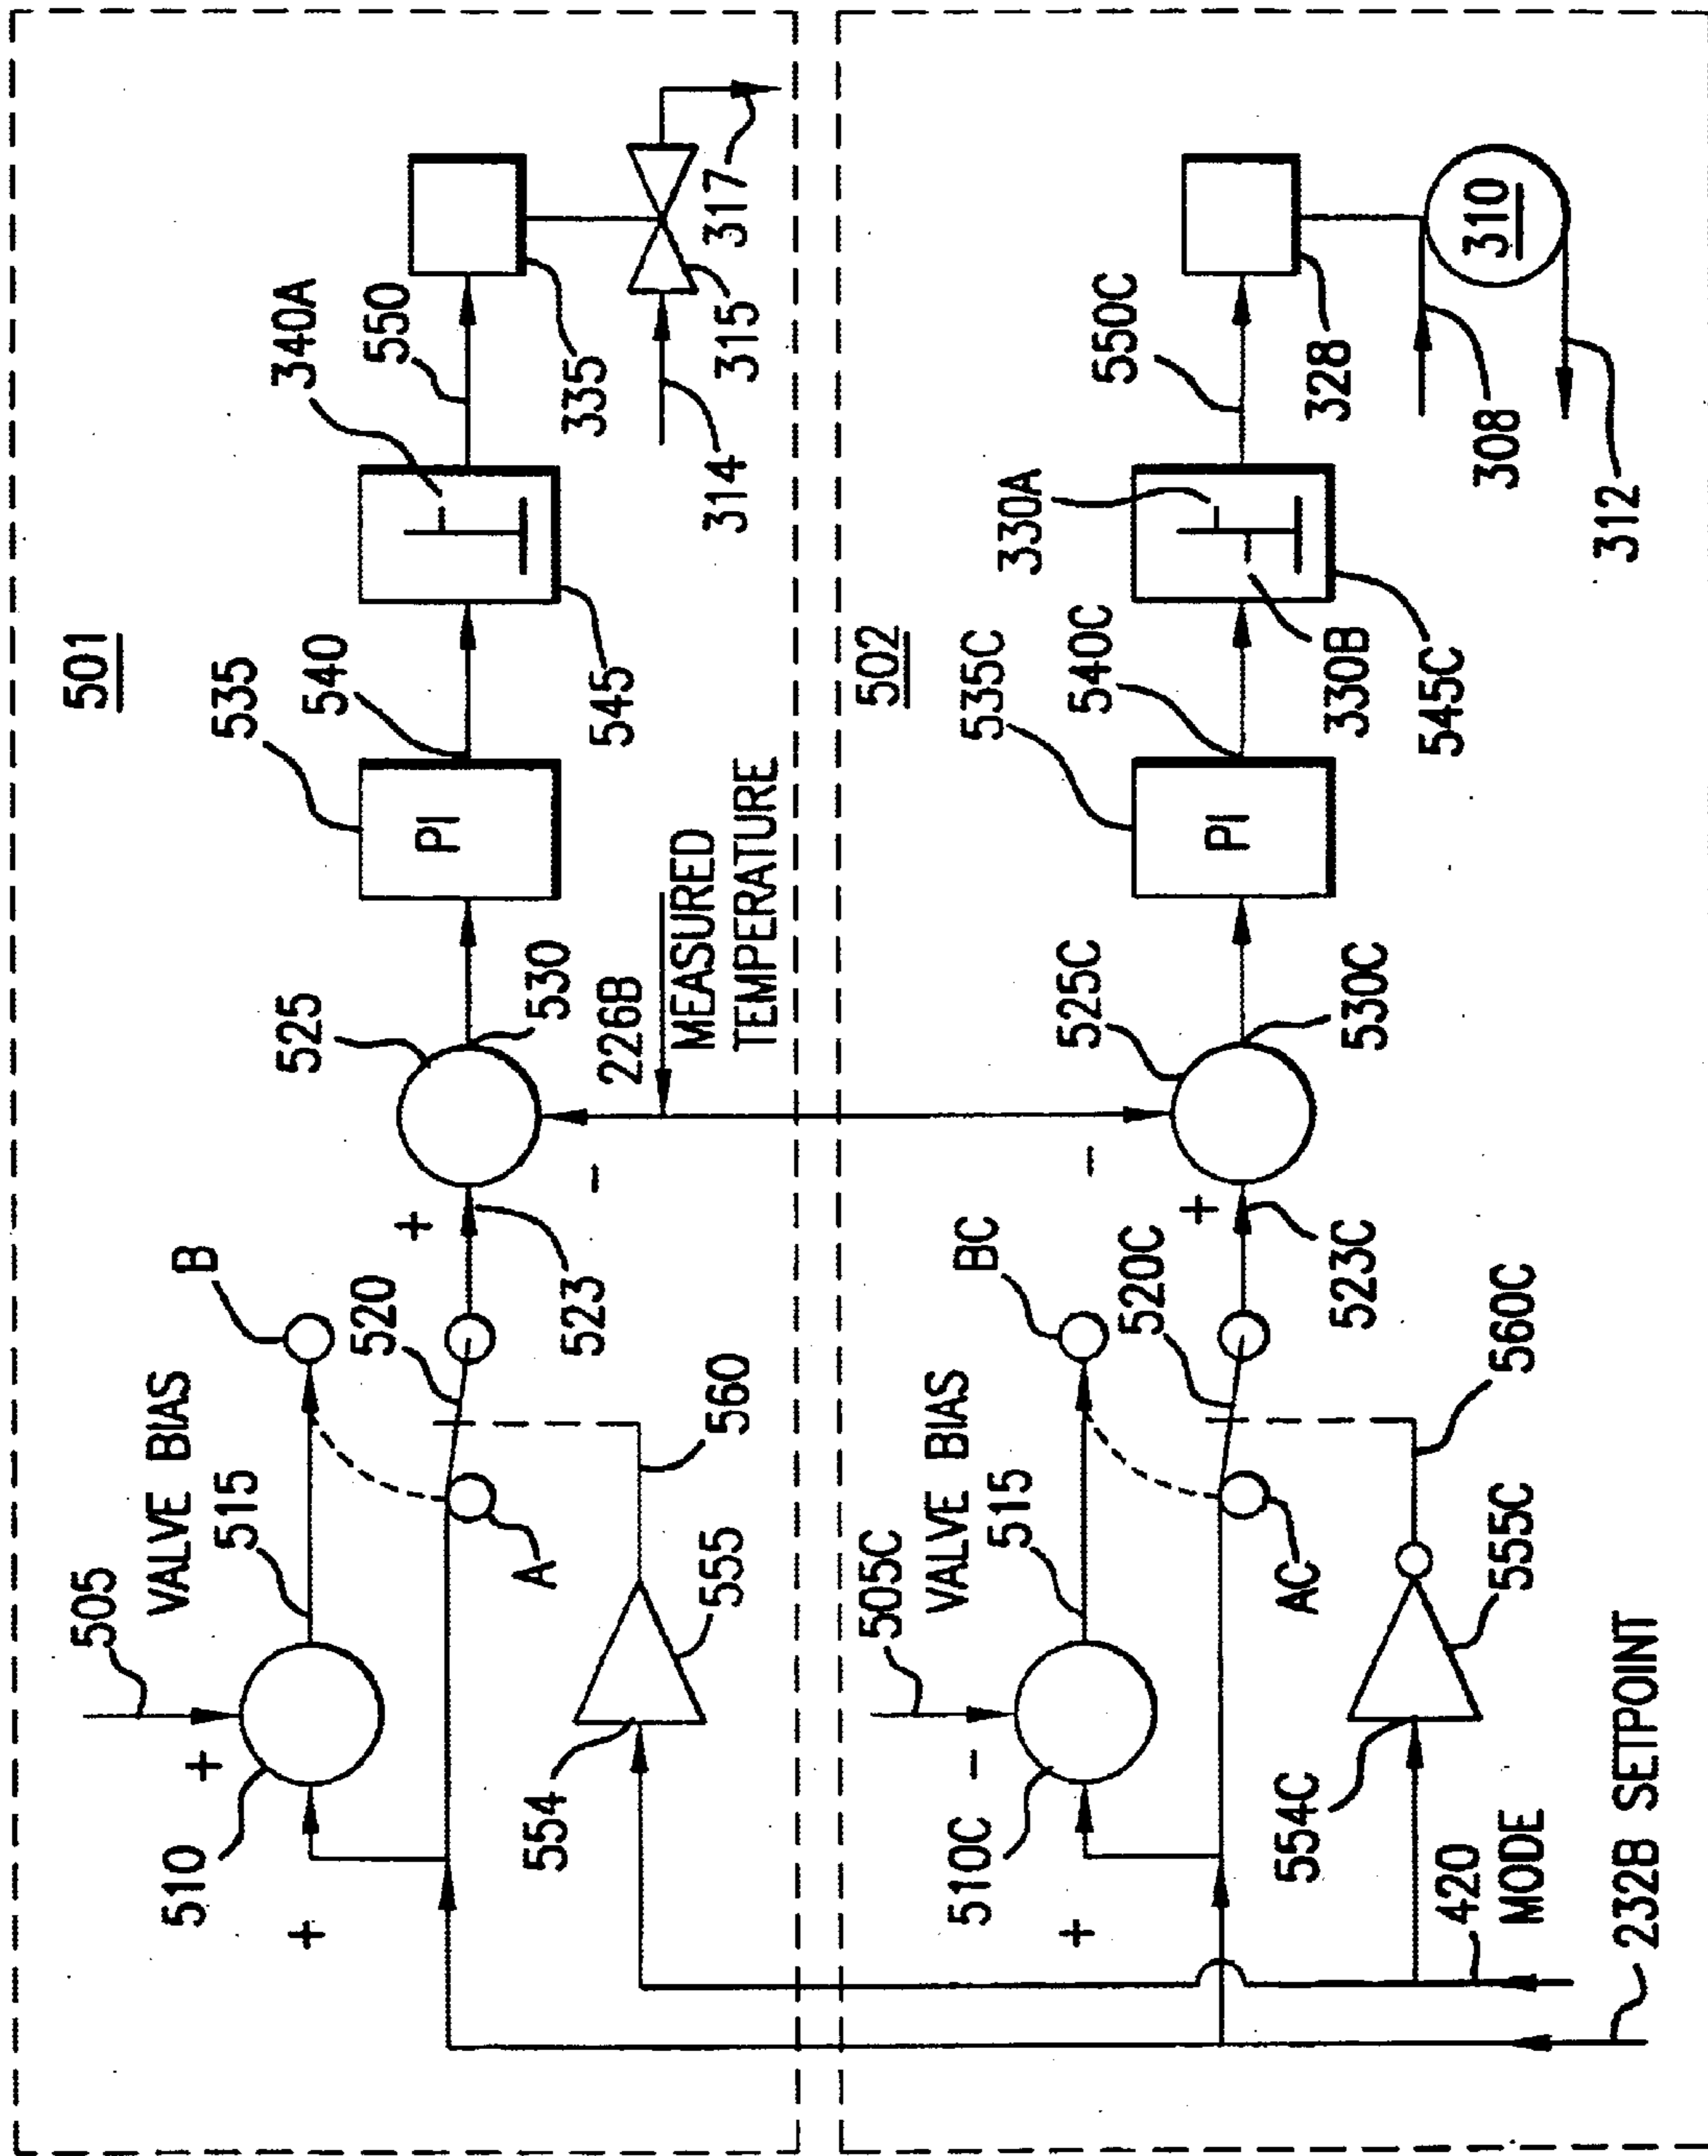 501
505
VALVE BIAS
510
+
+
515
B
520
A
523
+
-
525
530
535
PI
540
545
340A
550
335
314
315
317
554
555
560
226B
MEASURED
TEMPERATURE
502
505C
VALVE BIAS
510C
-
+
515
BC
520C
AC
523C
+
-
525C
530C
535C
PI
540C
545C
330A
330B
550C
328
308
310
312
554C
555C
560C
420
MODE
232B SETPOINT